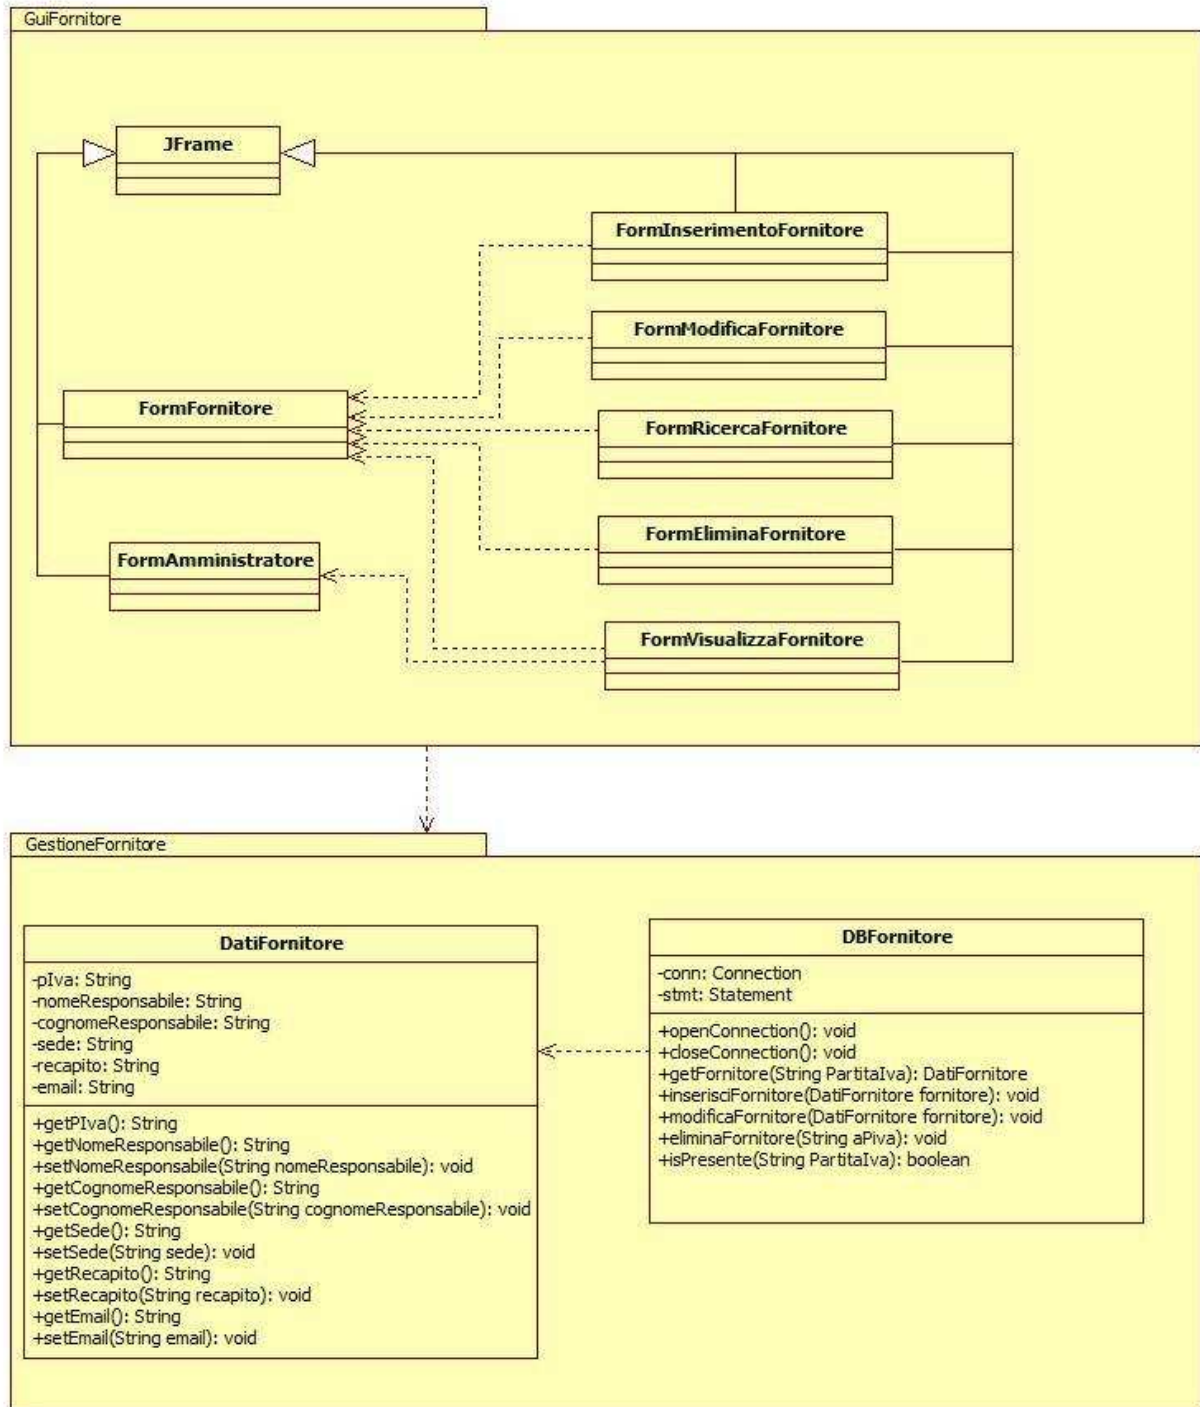 GuiFornitore
JFrame
FormInserimentoFornitore
FormModificaFornitore
FormFornitore
FormRicercaFornitore
FormEliminaFornitore
FormAmministratore
FormVisualizzaFornitore
GestioneFornitore
DatiFornitore
-pIva: String
-nomeResponsabile: String
-cognomeResponsabile: String
-sede: String
-recapito: String
-email: String
+getPIva(): String
+getNomeResponsabile(): String
+setNomeResponsabile(String nomeResponsabile): void
+getCognomeResponsabile(): String
+setCognomeResponsabile(String cognomeResponsabile): void
+getSede(): String
+setSede(String sede): void
+getRecapito(): String
+setRecapito(String recapito): void
+getEmail(): String
+setEmail(String email): void
DBFornitore
-conn: Connection
-stmt: Statement
+openConnection(): void
+closeConnection(): void
+getFornitore(String PartitaIva): DatiFornitore
+inserisciFornitore(DatiFornitore fornitore): void
+modificaFornitore(DatiFornitore fornitore): void
+eliminaFornitore(String aPiva): void
+isPresente(String PartitaIva): boolean